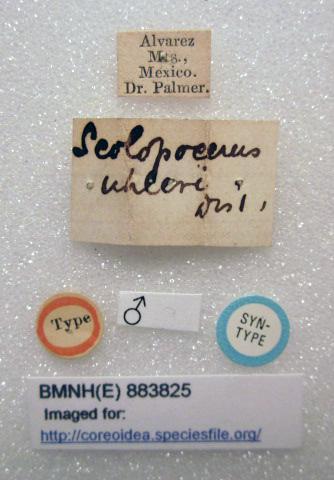 Alvarez
Mts.,
Mexico.
Dr. Palmer.
Scolopocerus
uhleri
Dist.
Type
♂
SYN-
TYPE
BMNH(E) 883825
Imaged for:
http://coreoidea.speciesfile.org/